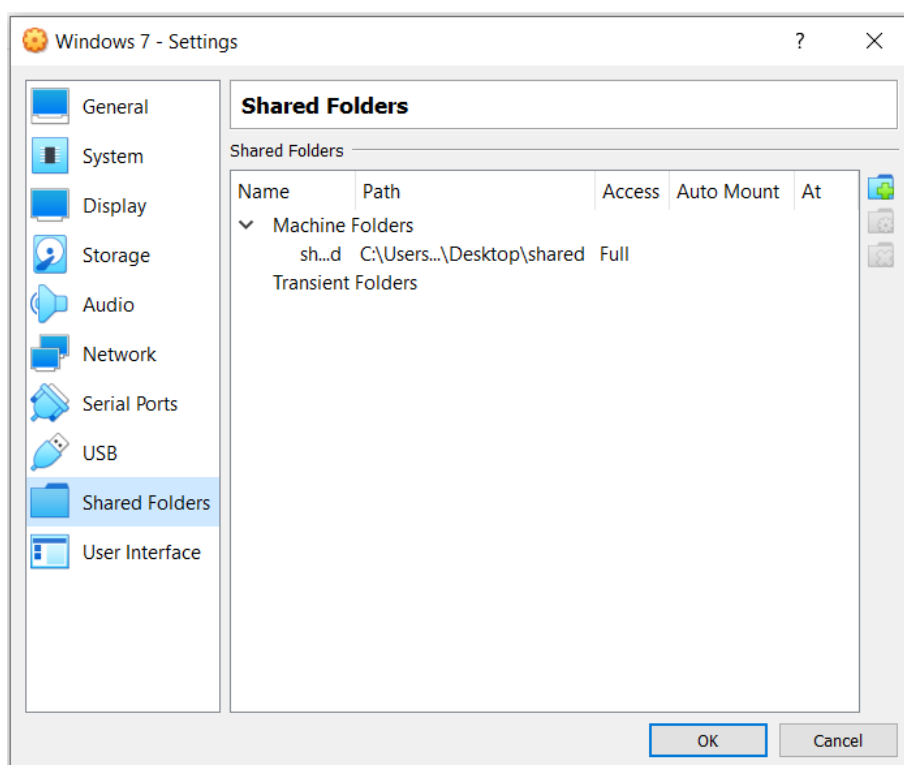 Windows 7 - Settings ? ×
General
System
Display
Storage
Audio
Network
Serial Ports
USB
Shared Folders
User Interface
Shared Folders
Shared Folders
Name Path Access Auto Mount At
Machine Folders
sh...d C:\Users...\Desktop\shared Full
Transient Folders
OK Cancel